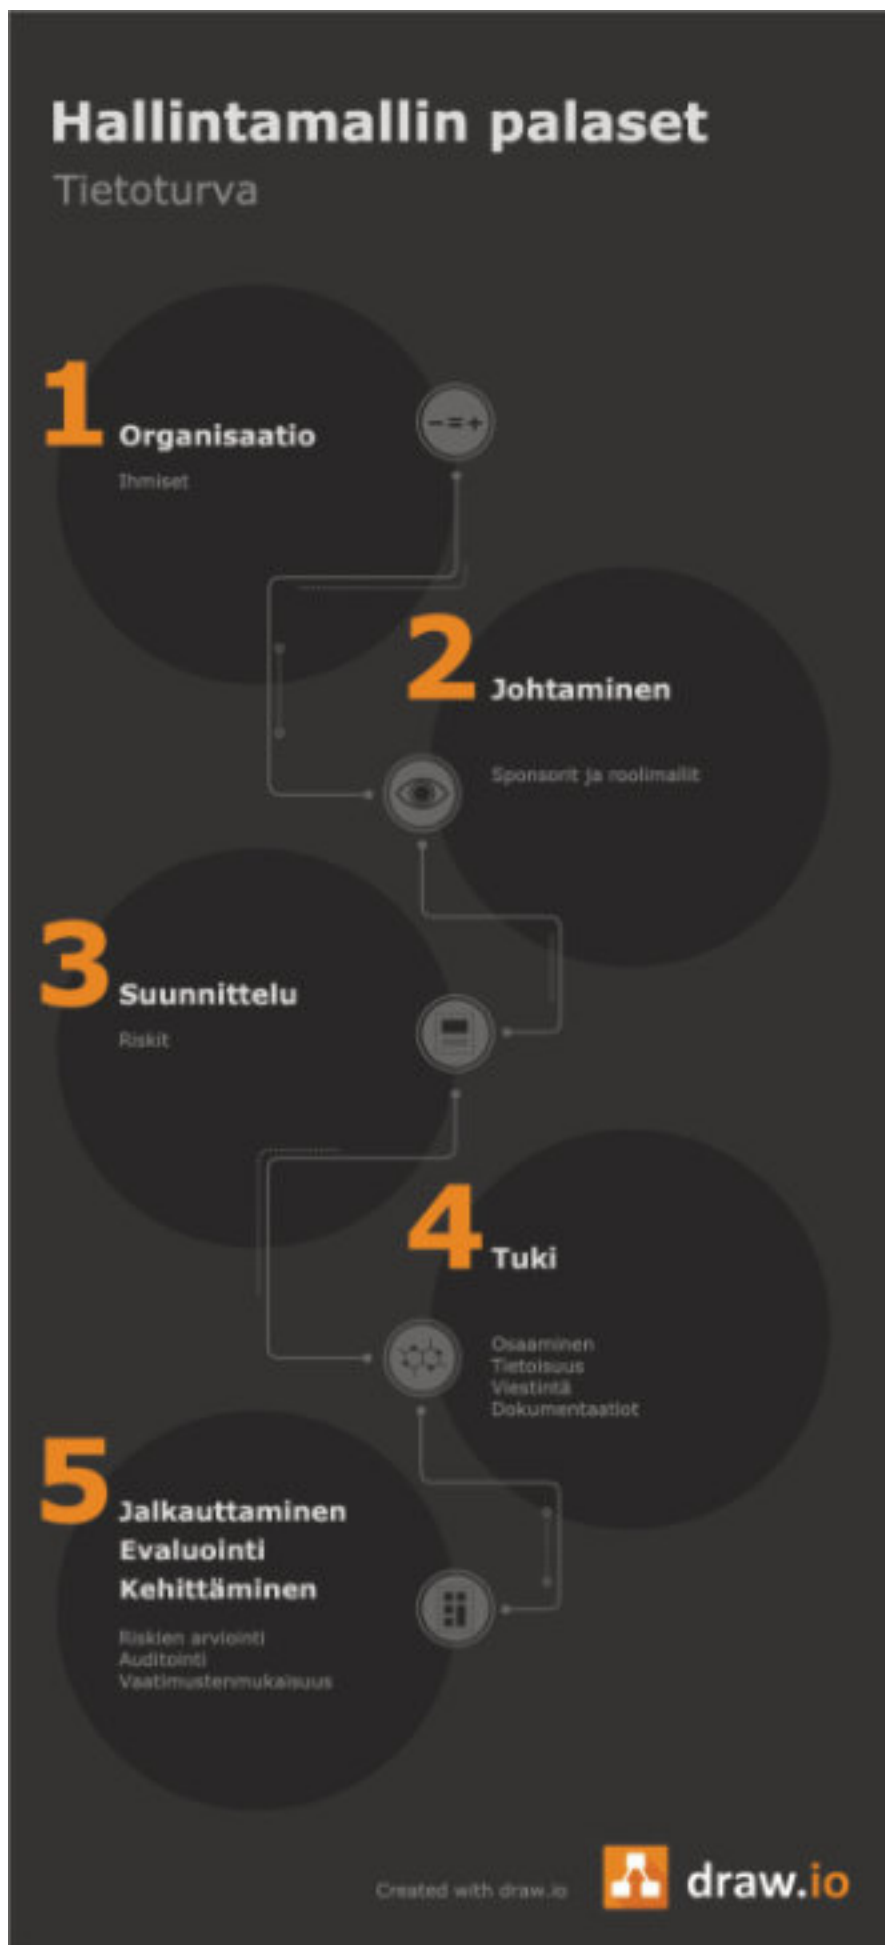 Hallintamallin palaset
Tietoturva
1
Organisaatio
Ihmiset
−=+
2
Johtaminen
Sponsorit ja roolimallit
3
Suunnittelu
Riskit
4
Tuki
Osaaminen
Tietoisuus
Viestintä
Dokumentaatiot
5
Jalkauttaminen
Evaluointi
Kehittäminen
Riskien arviointi
Auditointi
Vaatimustenmukaisuus
Created with draw.io
draw.io